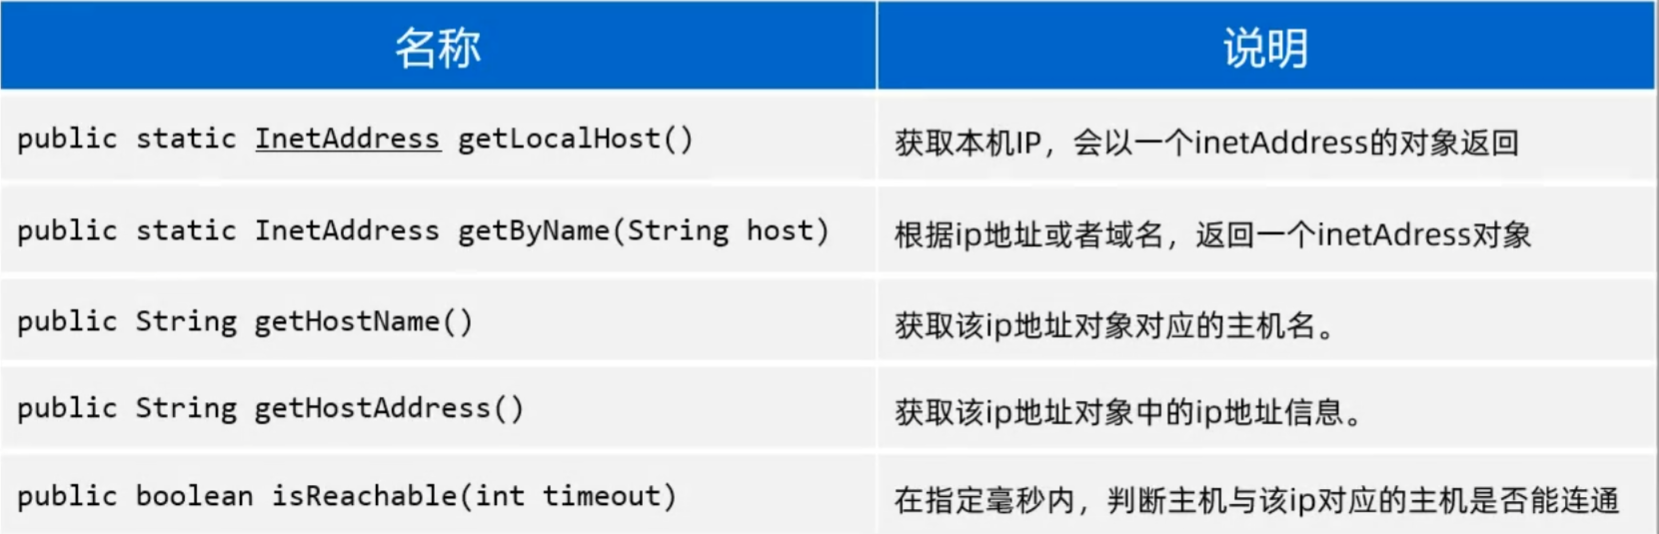 名称 说明
public static InetAddress getLocalHost() 获取本机IP，会以一个inetAddress的对象返回
public static InetAddress getByName(String host) 根据ip地址或者域名，返回一个inetAdress对象
public String getHostName() 获取该ip地址对象对应的主机名。
public String getHostAddress() 获取该ip地址对象中的ip地址信息。
public boolean isReachable(int timeout) 在指定毫秒内，判断主机与该ip对应的主机是否能连通